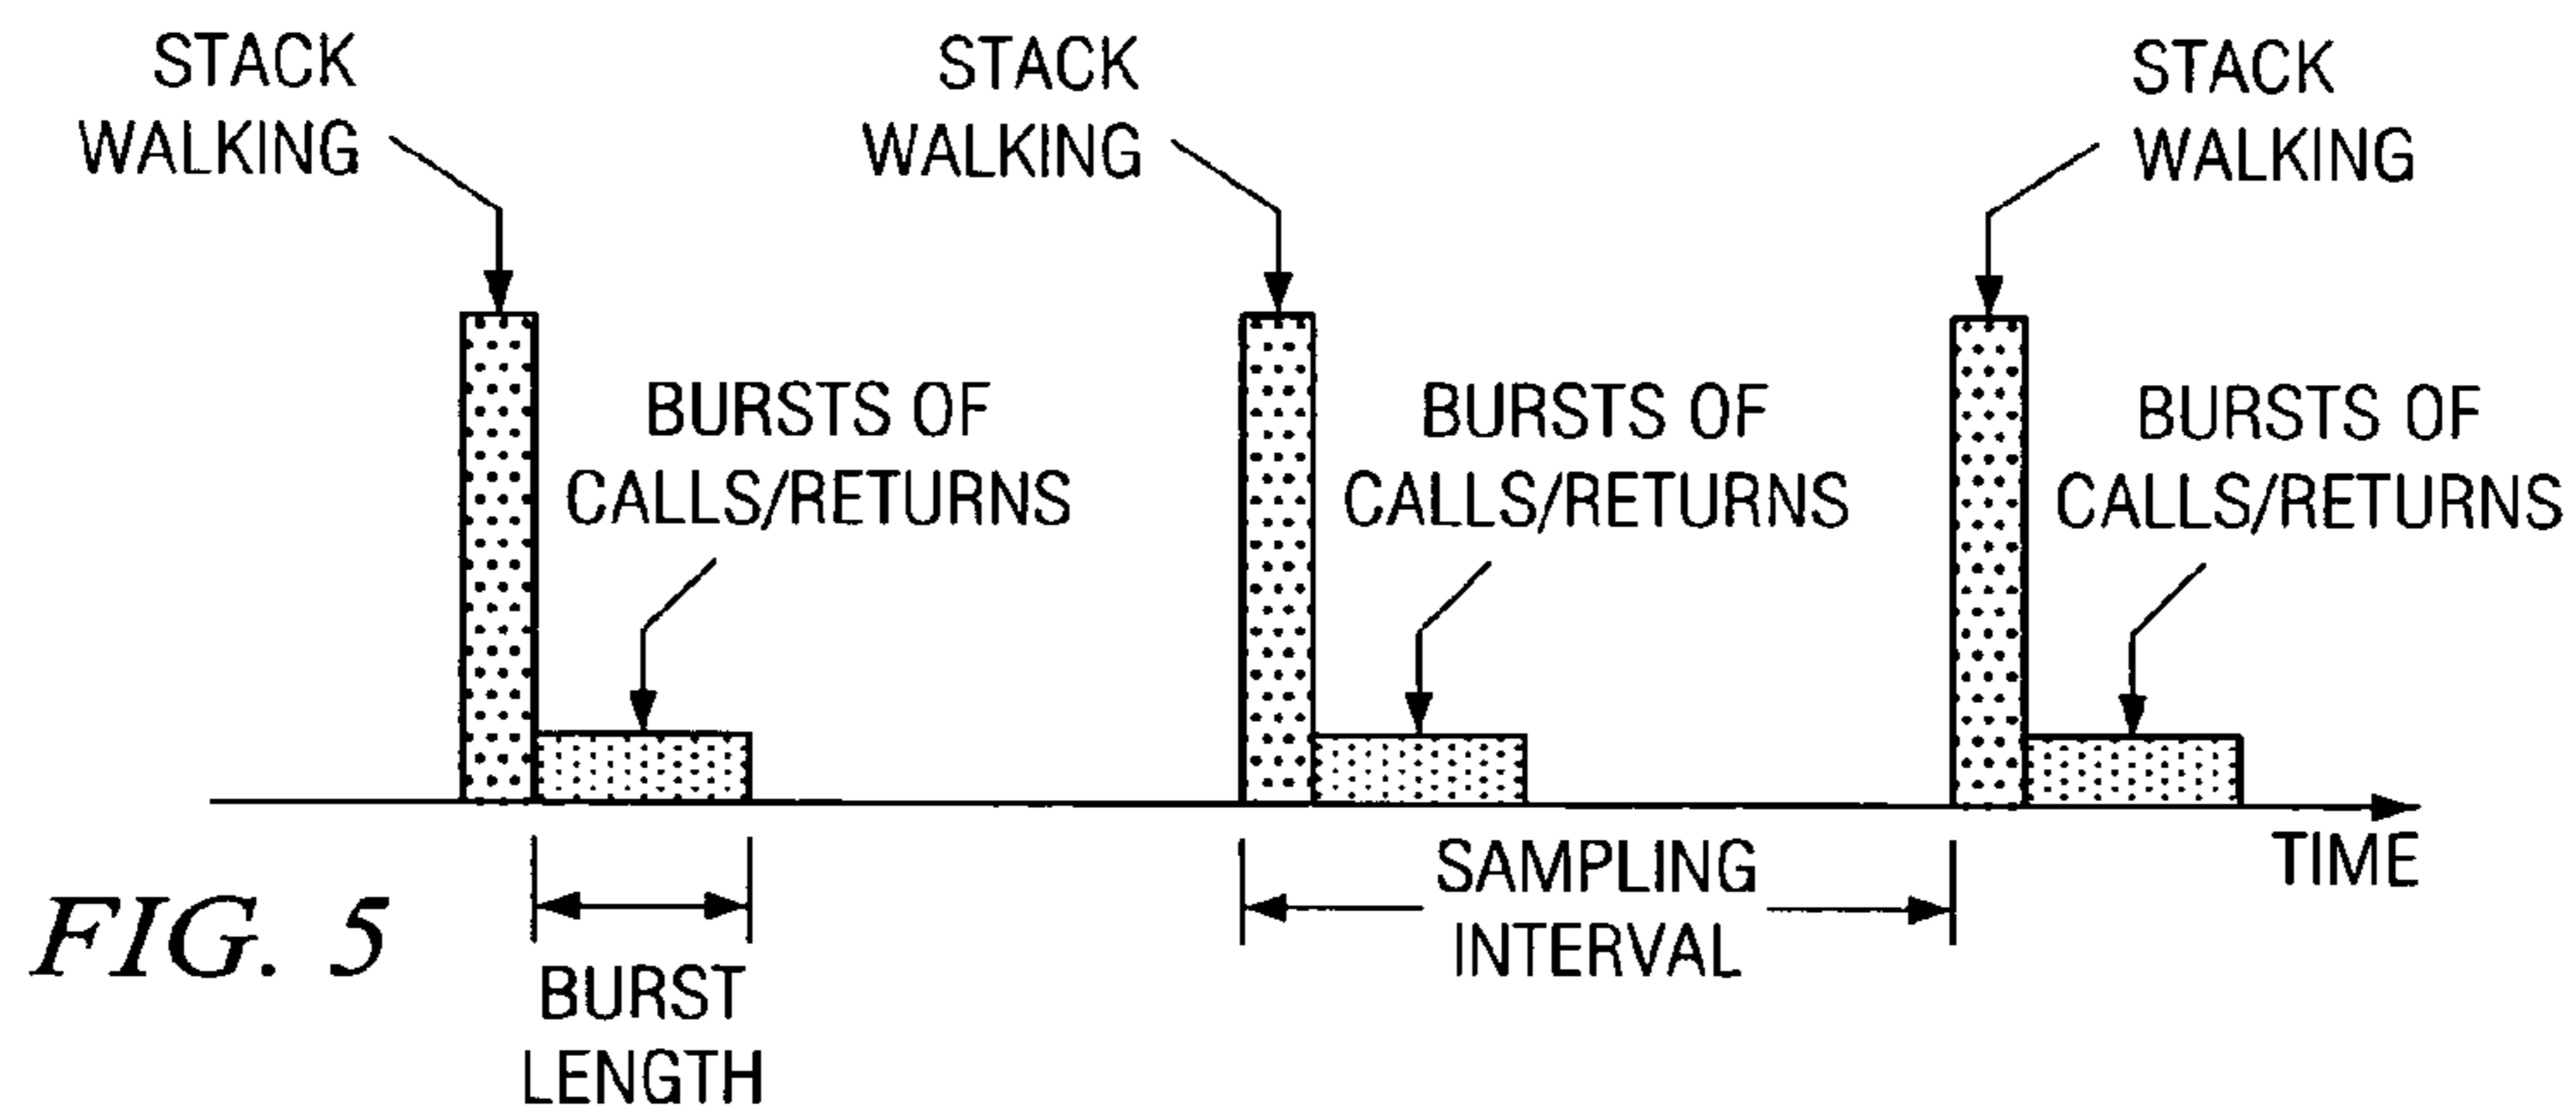 STACK
WALKING
STACK
WALKING
STACK
WALKING
BURSTS OF
CALLS/RETURNS
BURSTS OF
CALLS/RETURNS
BURSTS OF
CALLS/RETURNS
TIME
SAMPLING
INTERVAL
BURST
LENGTH
FIG. 5